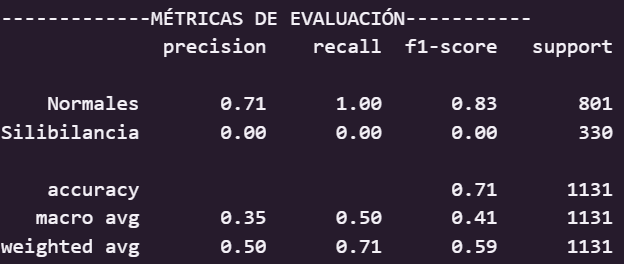 -------------MÉTRICAS DE EVALUACIÓN-----------
precision recall f1-score support
Normales 0.71 1.00 0.83 801
Silibilancia 0.00 0.00 0.00 330
accuracy 0.71 1131
macro avg 0.35 0.50 0.41 1131
weighted avg 0.50 0.71 0.59 1131